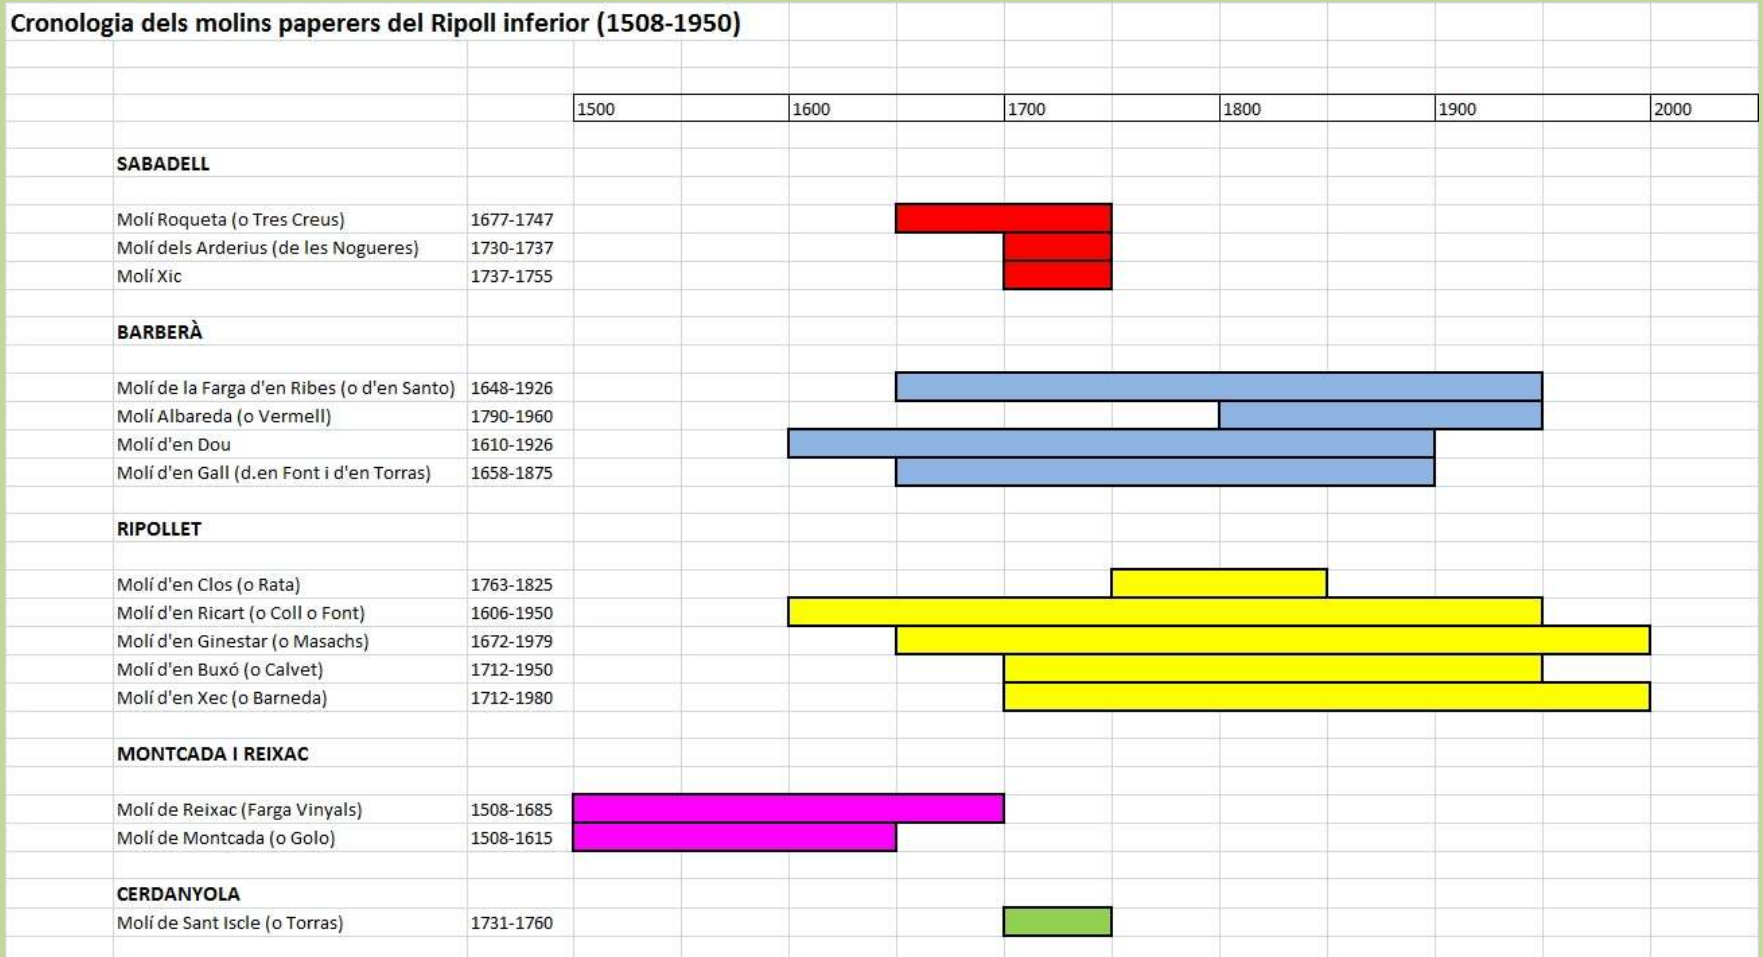 Cronologia dels molins paperers del Ripoll inferior (1508-1950)
1500 1600 1700 1800 1900 2000
SABADELL
Molí Roqueta (o Tres Creus) 1677-1747
Molí dels Arderius (de les Nogueres) 1730-1737
Molí Xic 1737-1755
BARBERÀ
Molí de la Farga d'en Ribes (o d'en Santo) 1648-1926
Molí Albareda (o Vermell) 1790-1960
Molí d'en Dou 1610-1926
Molí d'en Gall (d.en Font i d'en Torras) 1658-1875
RIPOLLET
Molí d'en Clos (o Rata) 1763-1825
Molí d'en Ricart (o Coll o Font) 1606-1950
Molí d'en Ginestar (o Masachs) 1672-1979
Molí d'en Buxó (o Calvet) 1712-1950
Molí d'en Xec (o Barneda) 1712-1980
MONTCADA I REIXAC
Molí de Reixac (Farga Vinyals) 1508-1685
Molí de Montcada (o Golo) 1508-1615
CERDANYOLA
Molí de Sant Iscle (o Torras) 1731-1760